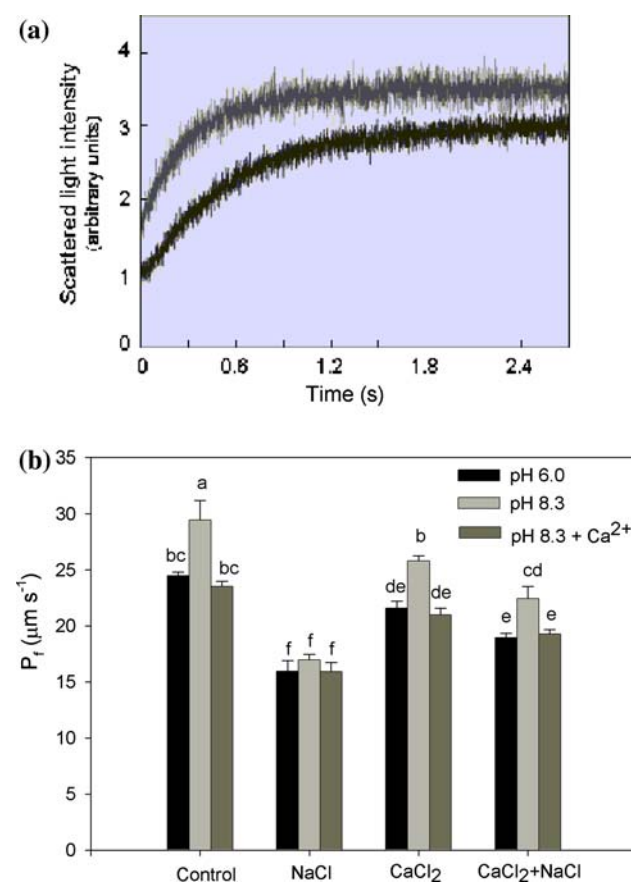 (a)
Scattered light intensity
(arbitrary units)
4
3
2
1
0
0
0.6
1.2
1.8
2.4
Time (s)
(b)
P_f (µm s⁻¹)
35
30
25
20
15
10
5
0
pH 6.0
pH 8.3
pH 8.3 + Ca²⁺
bc a bc
f f f
de b de
e cd e
Control NaCl CaCl₂ CaCl₂+NaCl